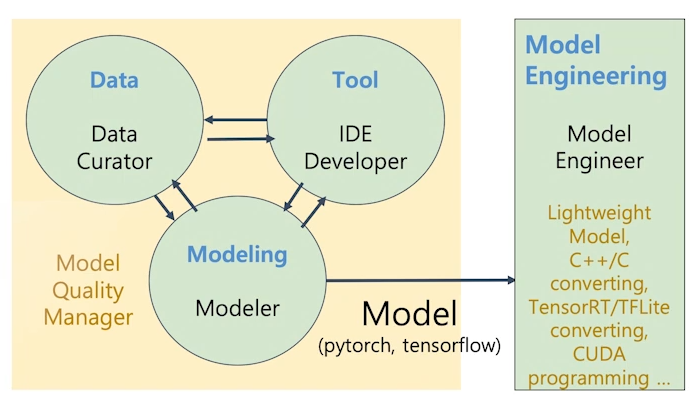 Data
Data
Curator
Tool
IDE
Developer
Modeling
Modeler
Model
Quality
Manager
Model
(pytorch, tensorflow)
Model
Engineering
Model
Engineer
Lightweight
Model,
C++/C
converting,
TensorRT/TFLite
converting,
CUDA
programming ...